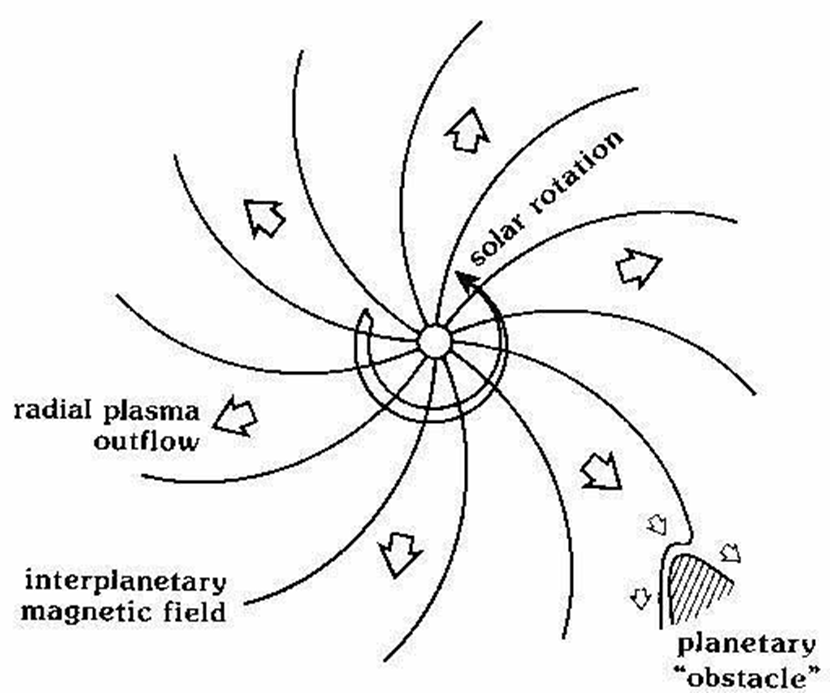 solar rotation
radial plasma
outflow
interplanetary
magnetic field
planetary
“obstacle”